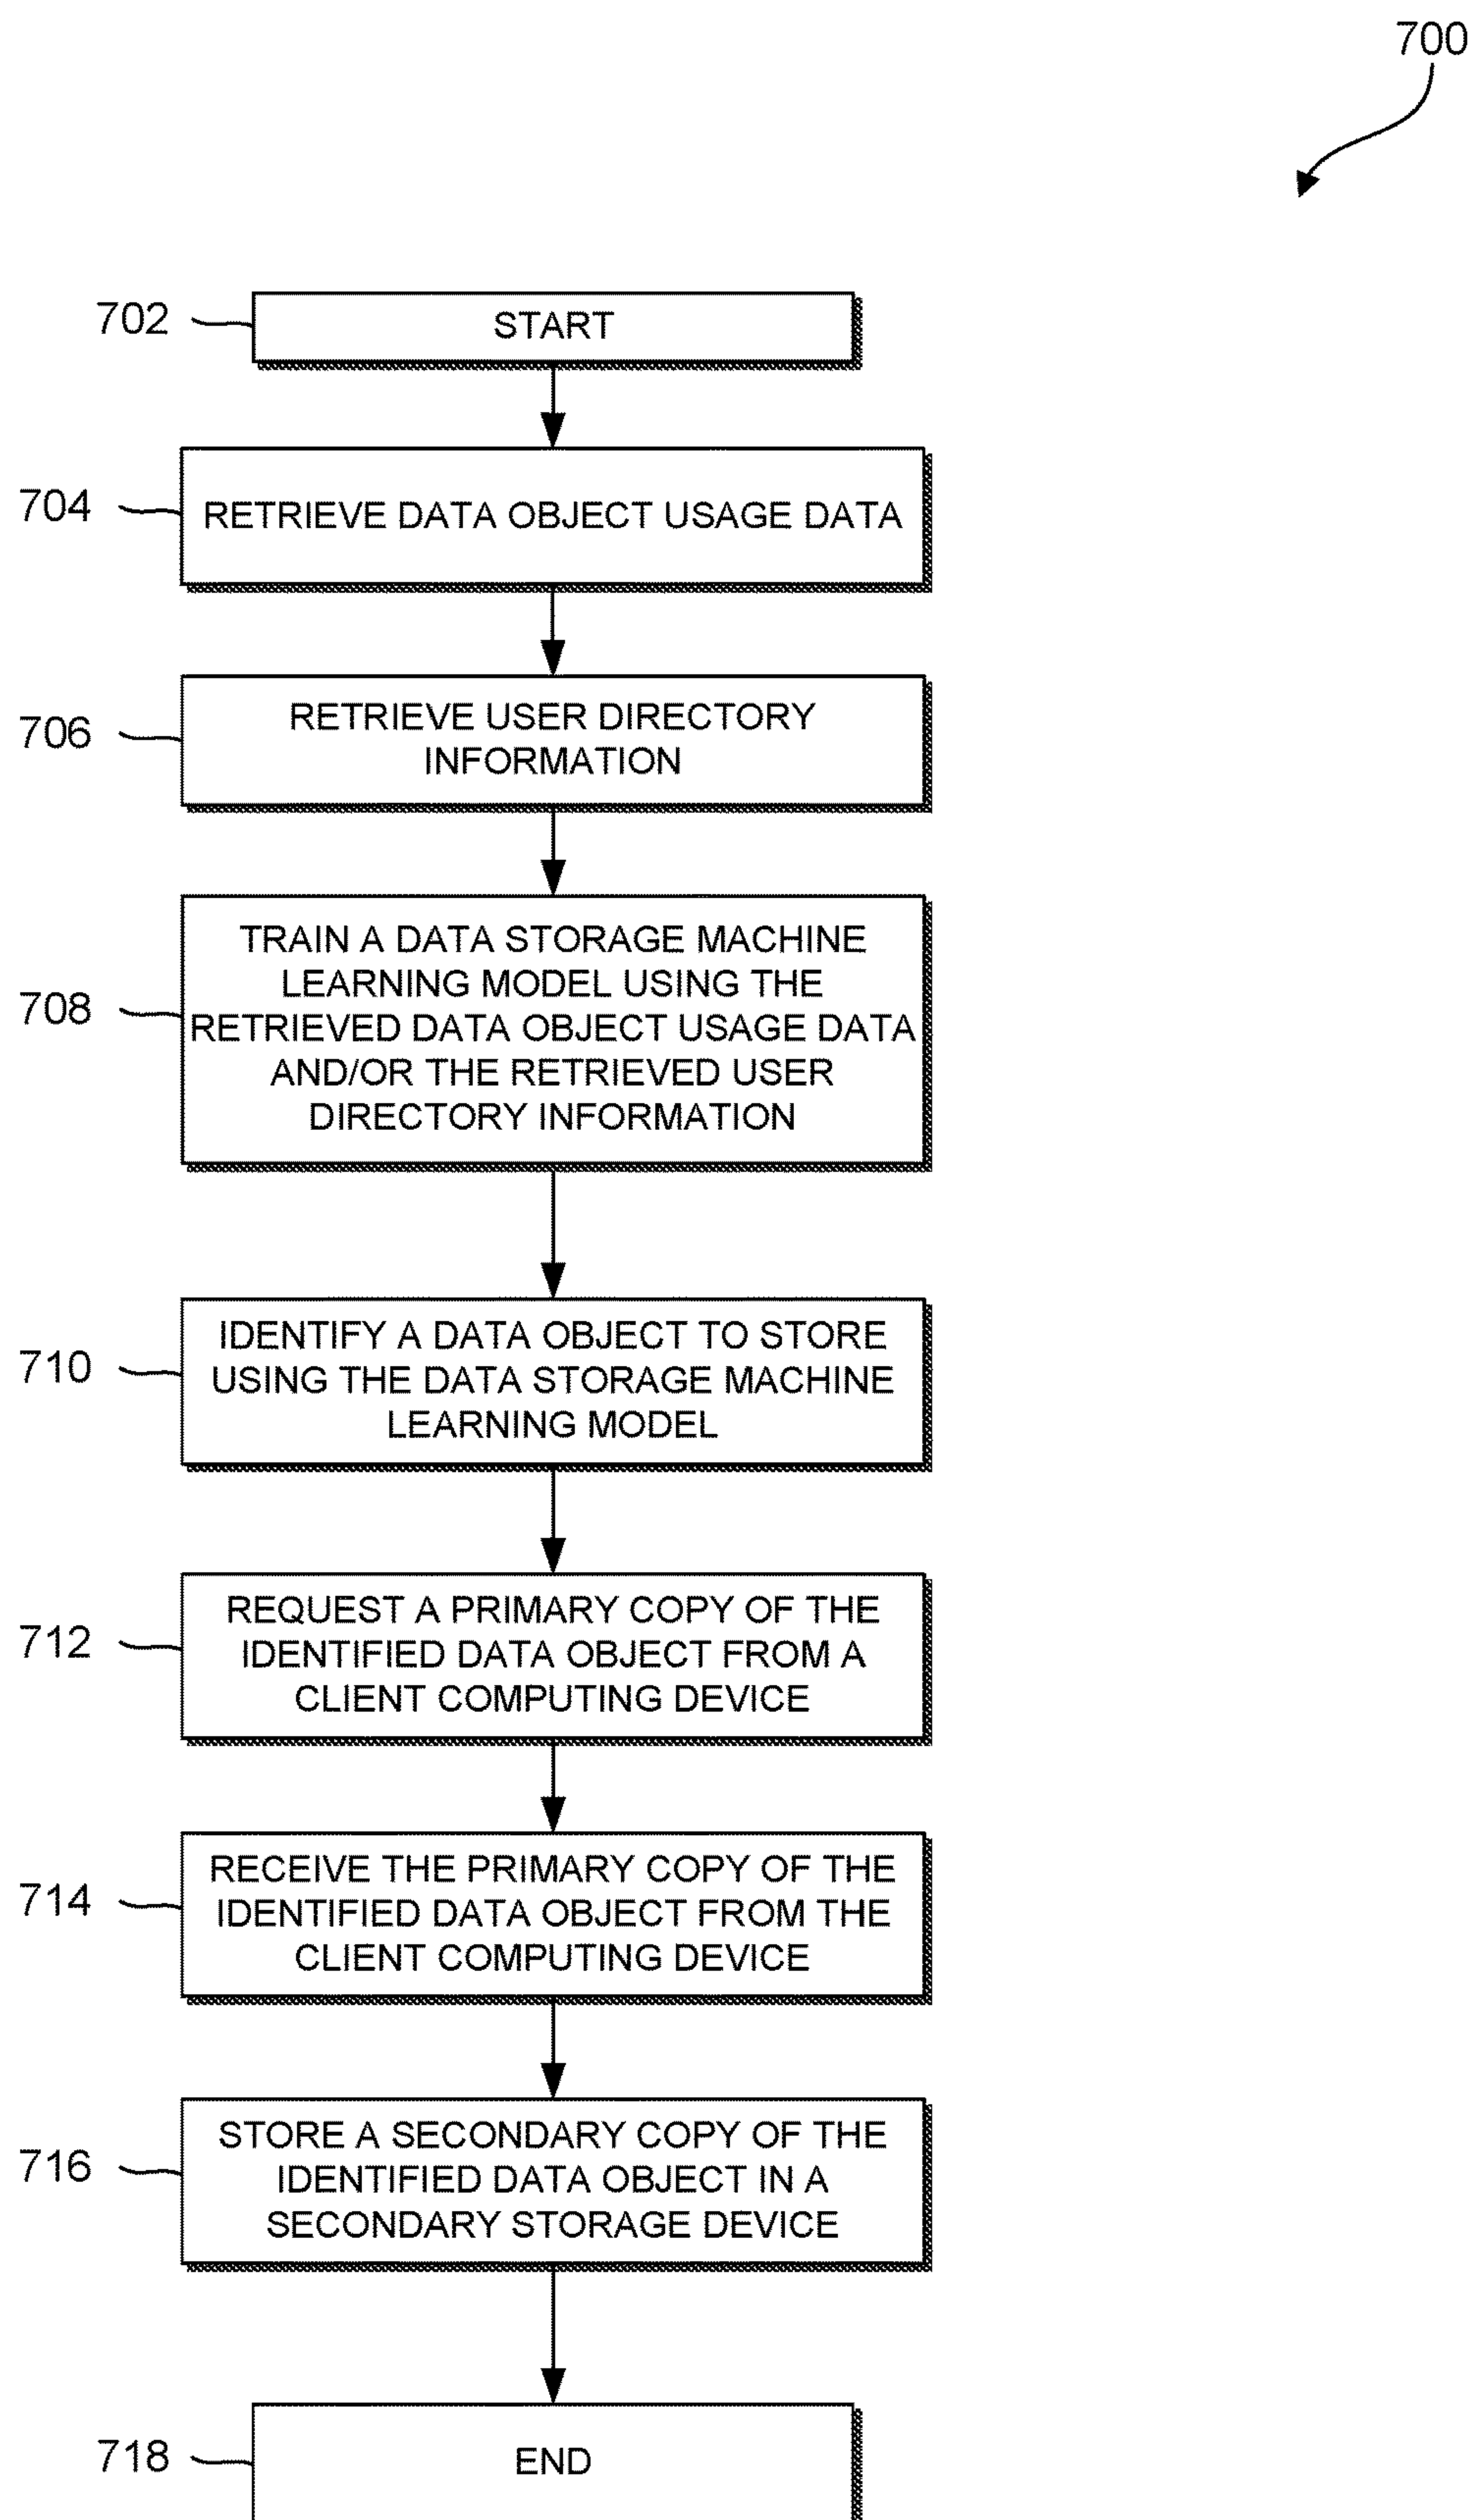 700
702
START
704
RETRIEVE DATA OBJECT USAGE DATA
706
RETRIEVE USER DIRECTORY
INFORMATION
708
TRAIN A DATA STORAGE MACHINE
LEARNING MODEL USING THE
RETRIEVED DATA OBJECT USAGE DATA
AND/OR THE RETRIEVED USER
DIRECTORY INFORMATION
710
IDENTIFY A DATA OBJECT TO STORE
USING THE DATA STORAGE MACHINE
LEARNING MODEL
712
REQUEST A PRIMARY COPY OF THE
IDENTIFIED DATA OBJECT FROM A
CLIENT COMPUTING DEVICE
714
RECEIVE THE PRIMARY COPY OF THE
IDENTIFIED DATA OBJECT FROM THE
CLIENT COMPUTING DEVICE
716
STORE A SECONDARY COPY OF THE
IDENTIFIED DATA OBJECT IN A
SECONDARY STORAGE DEVICE
718
END